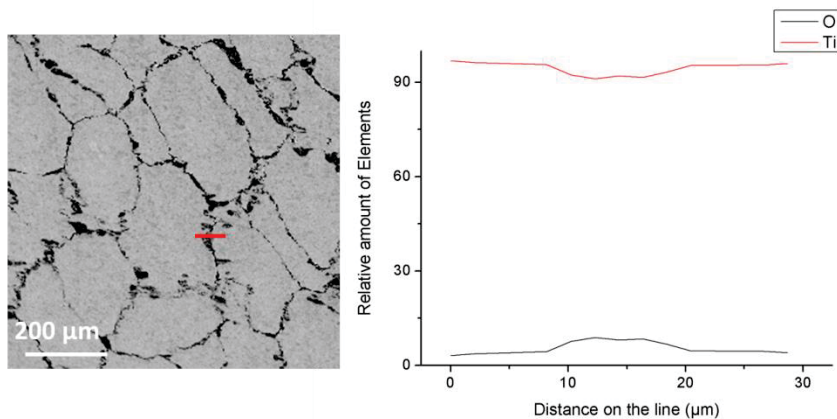 200 µm
O
Ti
Relative amount of Elements
90
60
30
0
0 10 20 30
Distance on the line (µm)